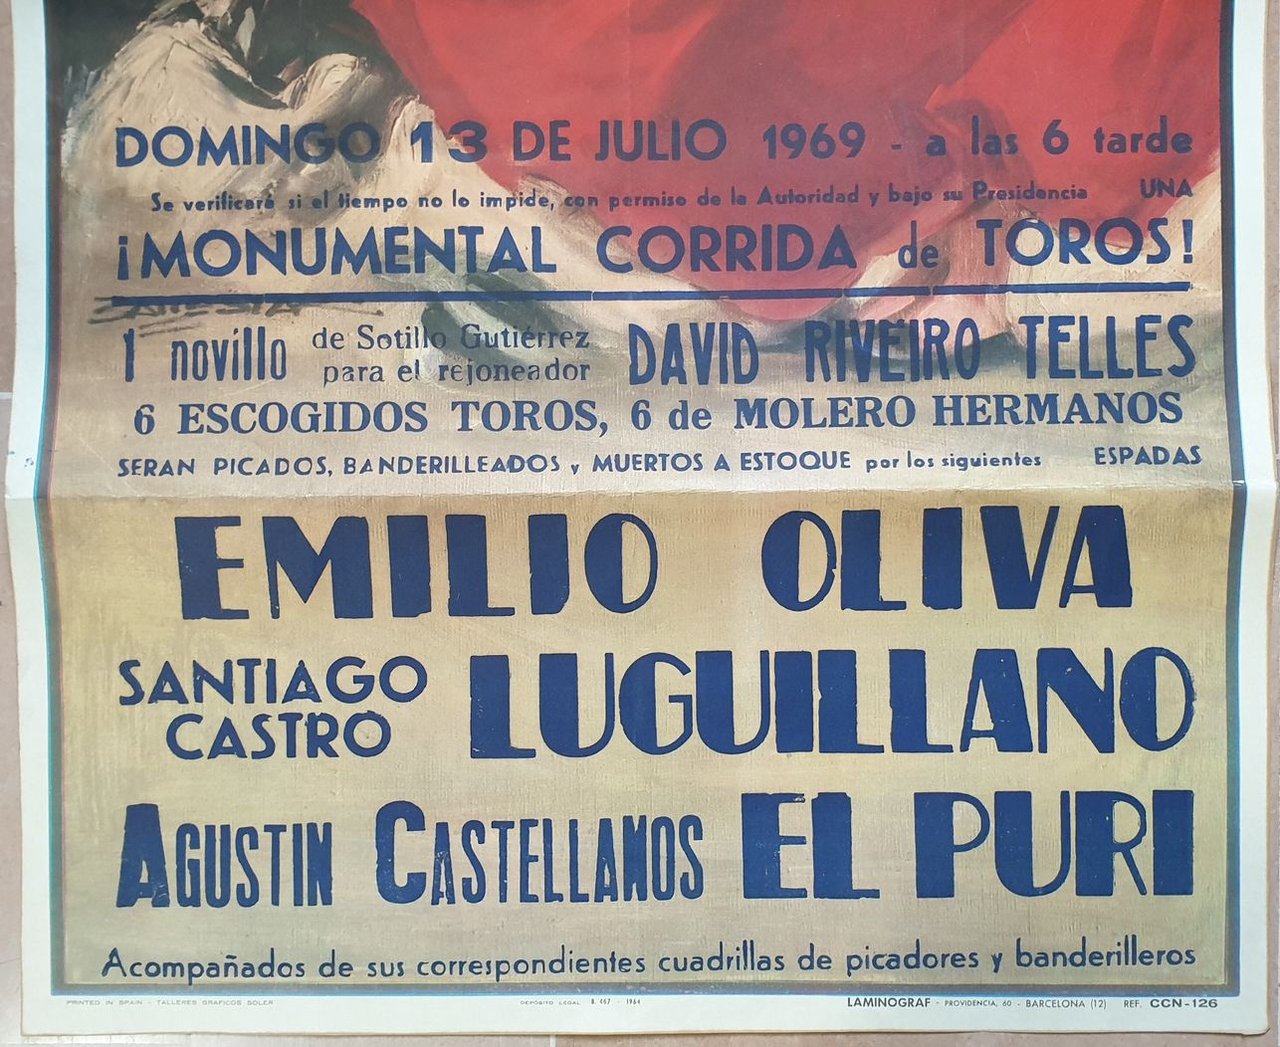 DOMINGO 13 DE JULIO 1969 - a las 6 tarde
Se verificará si el tiempo no lo impide, con permiso de la Autoridad y bajo su Presidencia UNA
¡MONUMENTAL CORRIDA de TOROS!
1 novillo de Sotillo Gutiérrez para el rejoneador DAVID RIVEIRO TELLES
6 ESCOGIDOS TOROS, 6 de MOLERO HERMANOS
SERAN PICADOS, BANDERILLEADOS y MUERTOS A ESTOQUE por los siguientes ESPADAS
EMILIO OLIVA
SANTIAGO CASTRO LUGUILLANO
AGUSTIN CASTELLANOS EL PURI
Acompañados de sus correspondientes cuadrillas de picadores y banderilleros
PRINTED IN SPAIN - TALLERES GRAFICOS SOLER DEPÓSITO LEGAL B. 467 - 1964 LAMINOGRAF - PROVIDENCIA, 60 - BARCELONA (12) REF. CCN-126